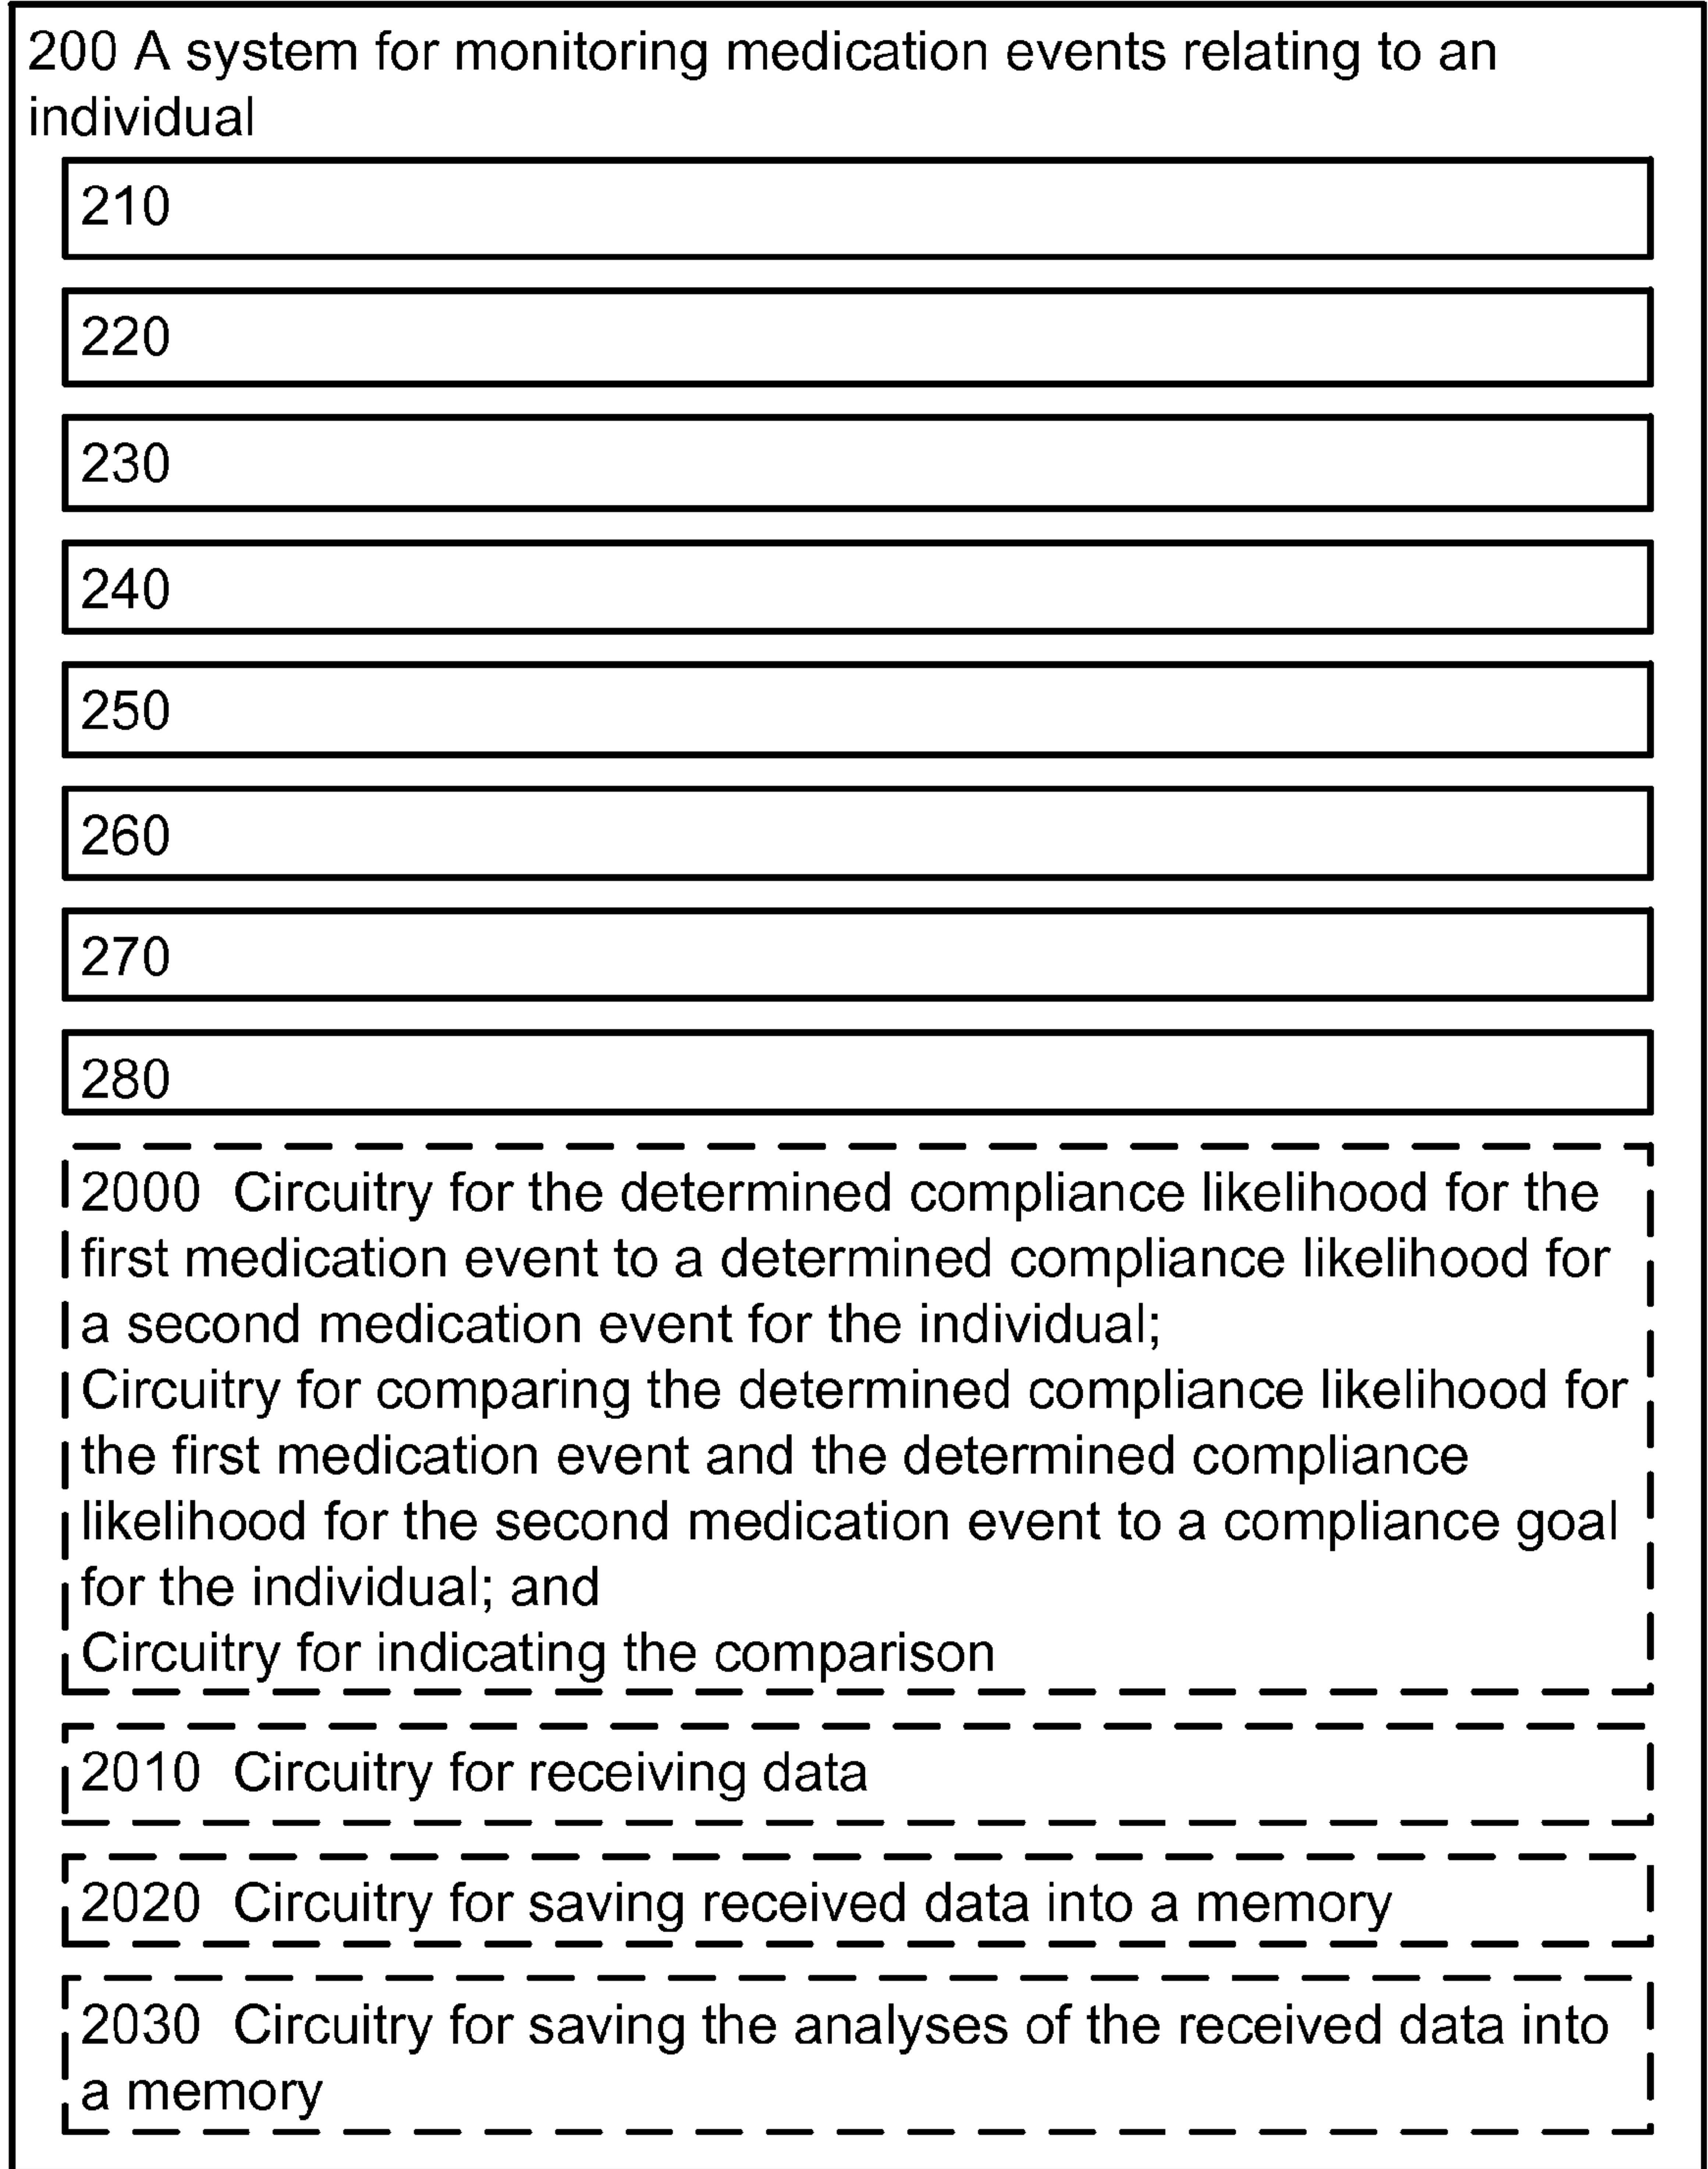 200 A system for monitoring medication events relating to an
individual
210
220
230
240
250
260
270
280
2000 Circuitry for the determined compliance likelihood for the
first medication event to a determined compliance likelihood for
a second medication event for the individual;
Circuitry for comparing the determined compliance likelihood for
the first medication event and the determined compliance
likelihood for the second medication event to a compliance goal
for the individual; and
Circuitry for indicating the comparison
2010 Circuitry for receiving data
2020 Circuitry for saving received data into a memory
2030 Circuitry for saving the analyses of the received data into
a memory